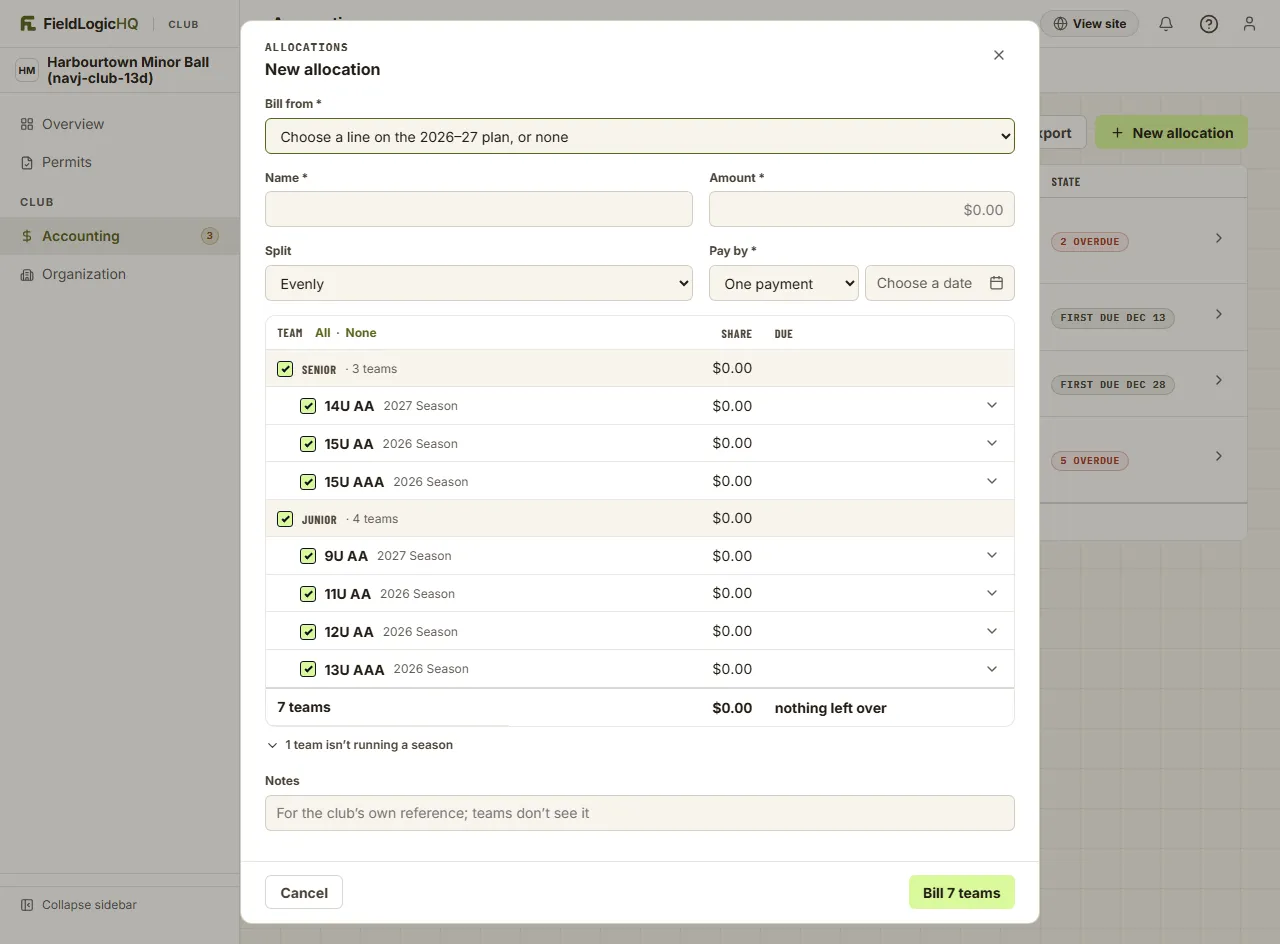 FieldLogicHQ CLUB
View site
HM
Harbourtown Minor Ball
(navj-club-13d)
Overview
Permits
CLUB
Accounting 3
Organization
Collapse sidebar
New allocation
STATE
2 OVERDUE
FIRST DUE DEC 13
FIRST DUE DEC 28
5 OVERDUE
ALLOCATIONS
New allocation
Bill from *
Choose a line on the 2026–27 plan, or none
Name * Amount *
$0.00
Split Pay by *
Evenly One payment Choose a date
TEAM All · None SHARE DUE
SENIOR · 3 teams $0.00
14U AA 2027 Season $0.00
15U AA 2026 Season $0.00
15U AAA 2026 Season $0.00
JUNIOR · 4 teams $0.00
9U AA 2027 Season $0.00
11U AA 2026 Season $0.00
12U AA 2026 Season $0.00
13U AAA 2026 Season $0.00
7 teams $0.00 nothing left over
1 team isn’t running a season
Notes
For the club’s own reference; teams don’t see it
Cancel Bill 7 teams